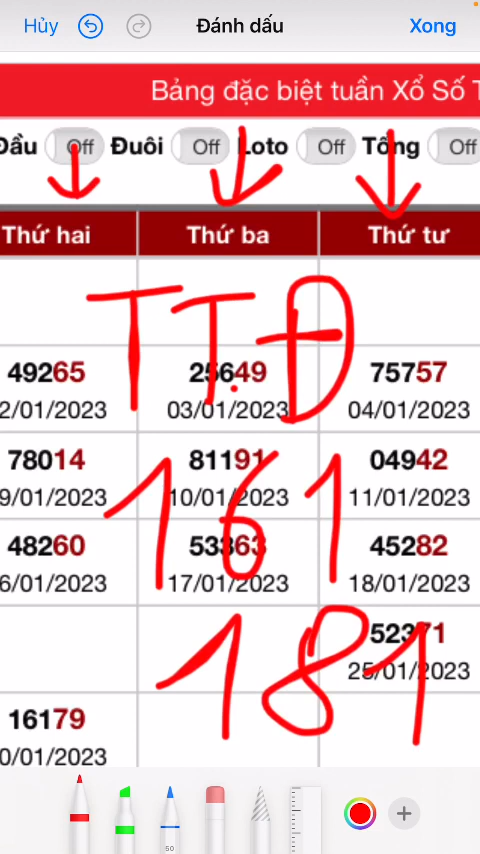 Hủy Đánh dấu Xong
Bảng đặc biệt tuần Xổ Số T
Đầu Off Đuôi Off Loto Off Tổng Off
Thứ hai Thứ ba Thứ tư
TT.Đ
49265 25649 75757
2/01/2023 03/01/2023 04/01/2023
78014 81191 04942
9/01/2023 10/01/2023 11/01/2023
161
48260 53363 45282
6/01/2023 17/01/2023 18/01/2023
52371
25/01/2023
181
16179
0/01/2023
50